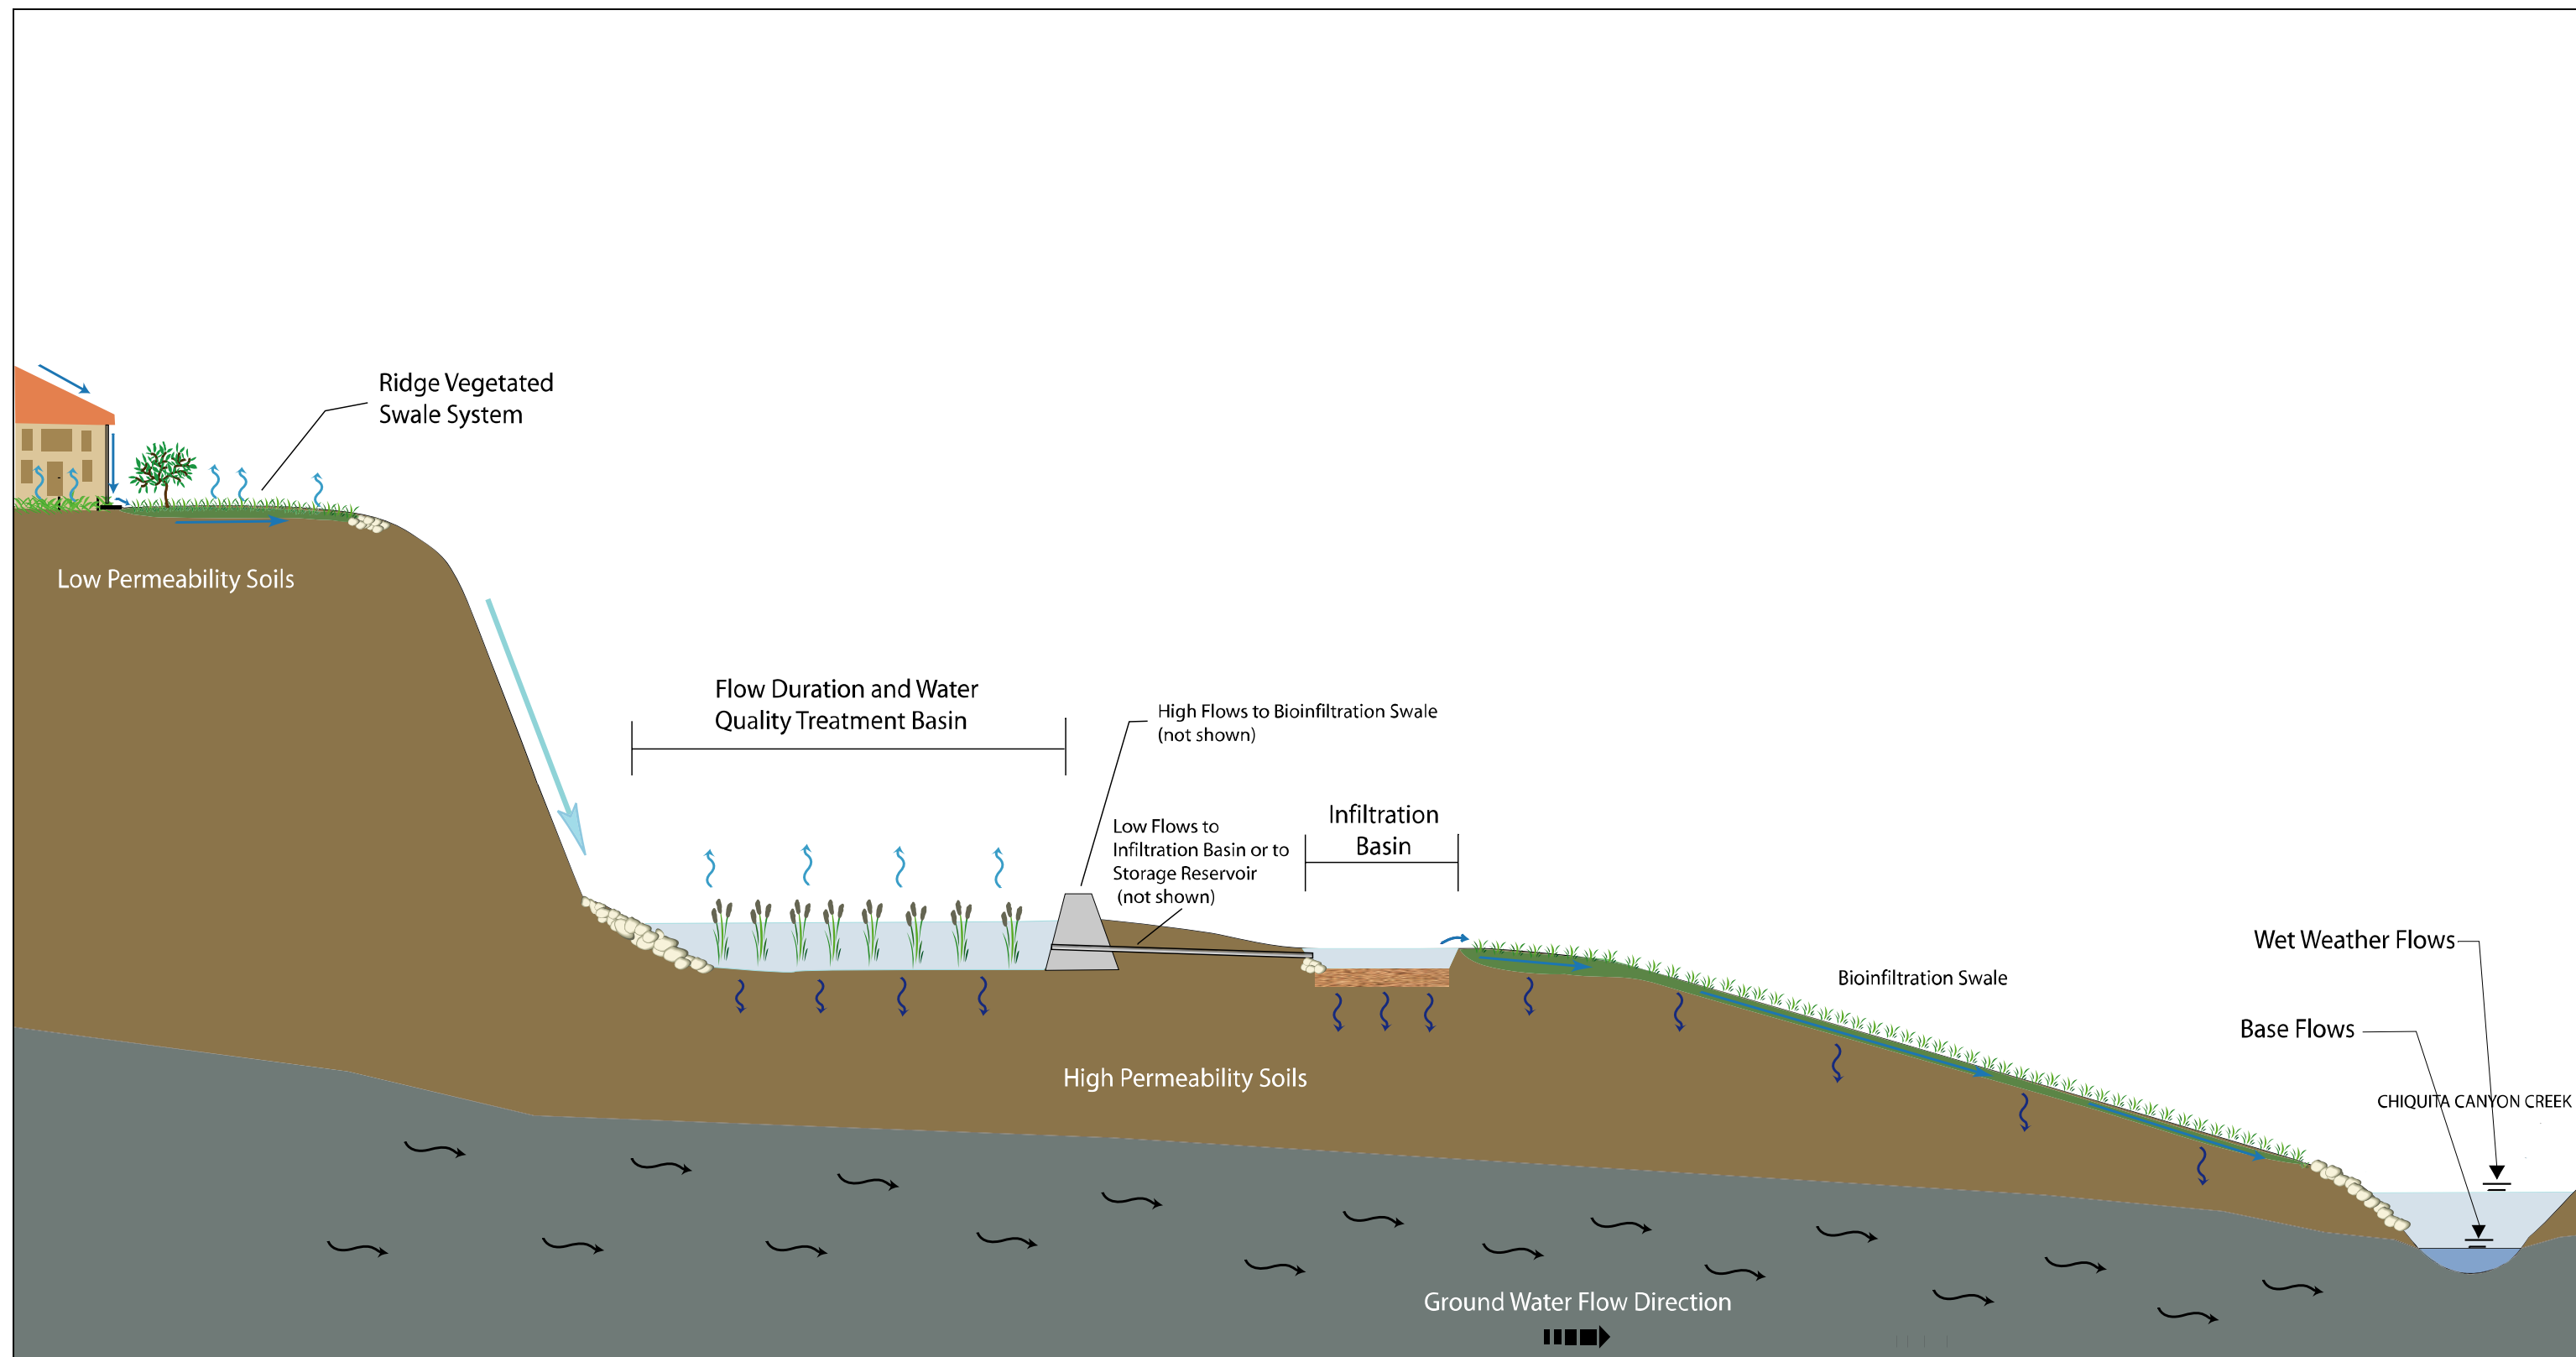 Ridge Vegetated
Swale System
Low Permeability Soils
Flow Duration and Water
Quality Treatment Basin
High Flows to Bioinfiltration Swale
(not shown)
Low Flows to
Infiltration Basin or to
Storage Reservoir
(not shown)
Infiltration
Basin
Wet Weather Flows
Bioinfiltration Swale
Base Flows
High Permeability Soils
CHIQUITA CANYON CREEK
Ground Water Flow Direction